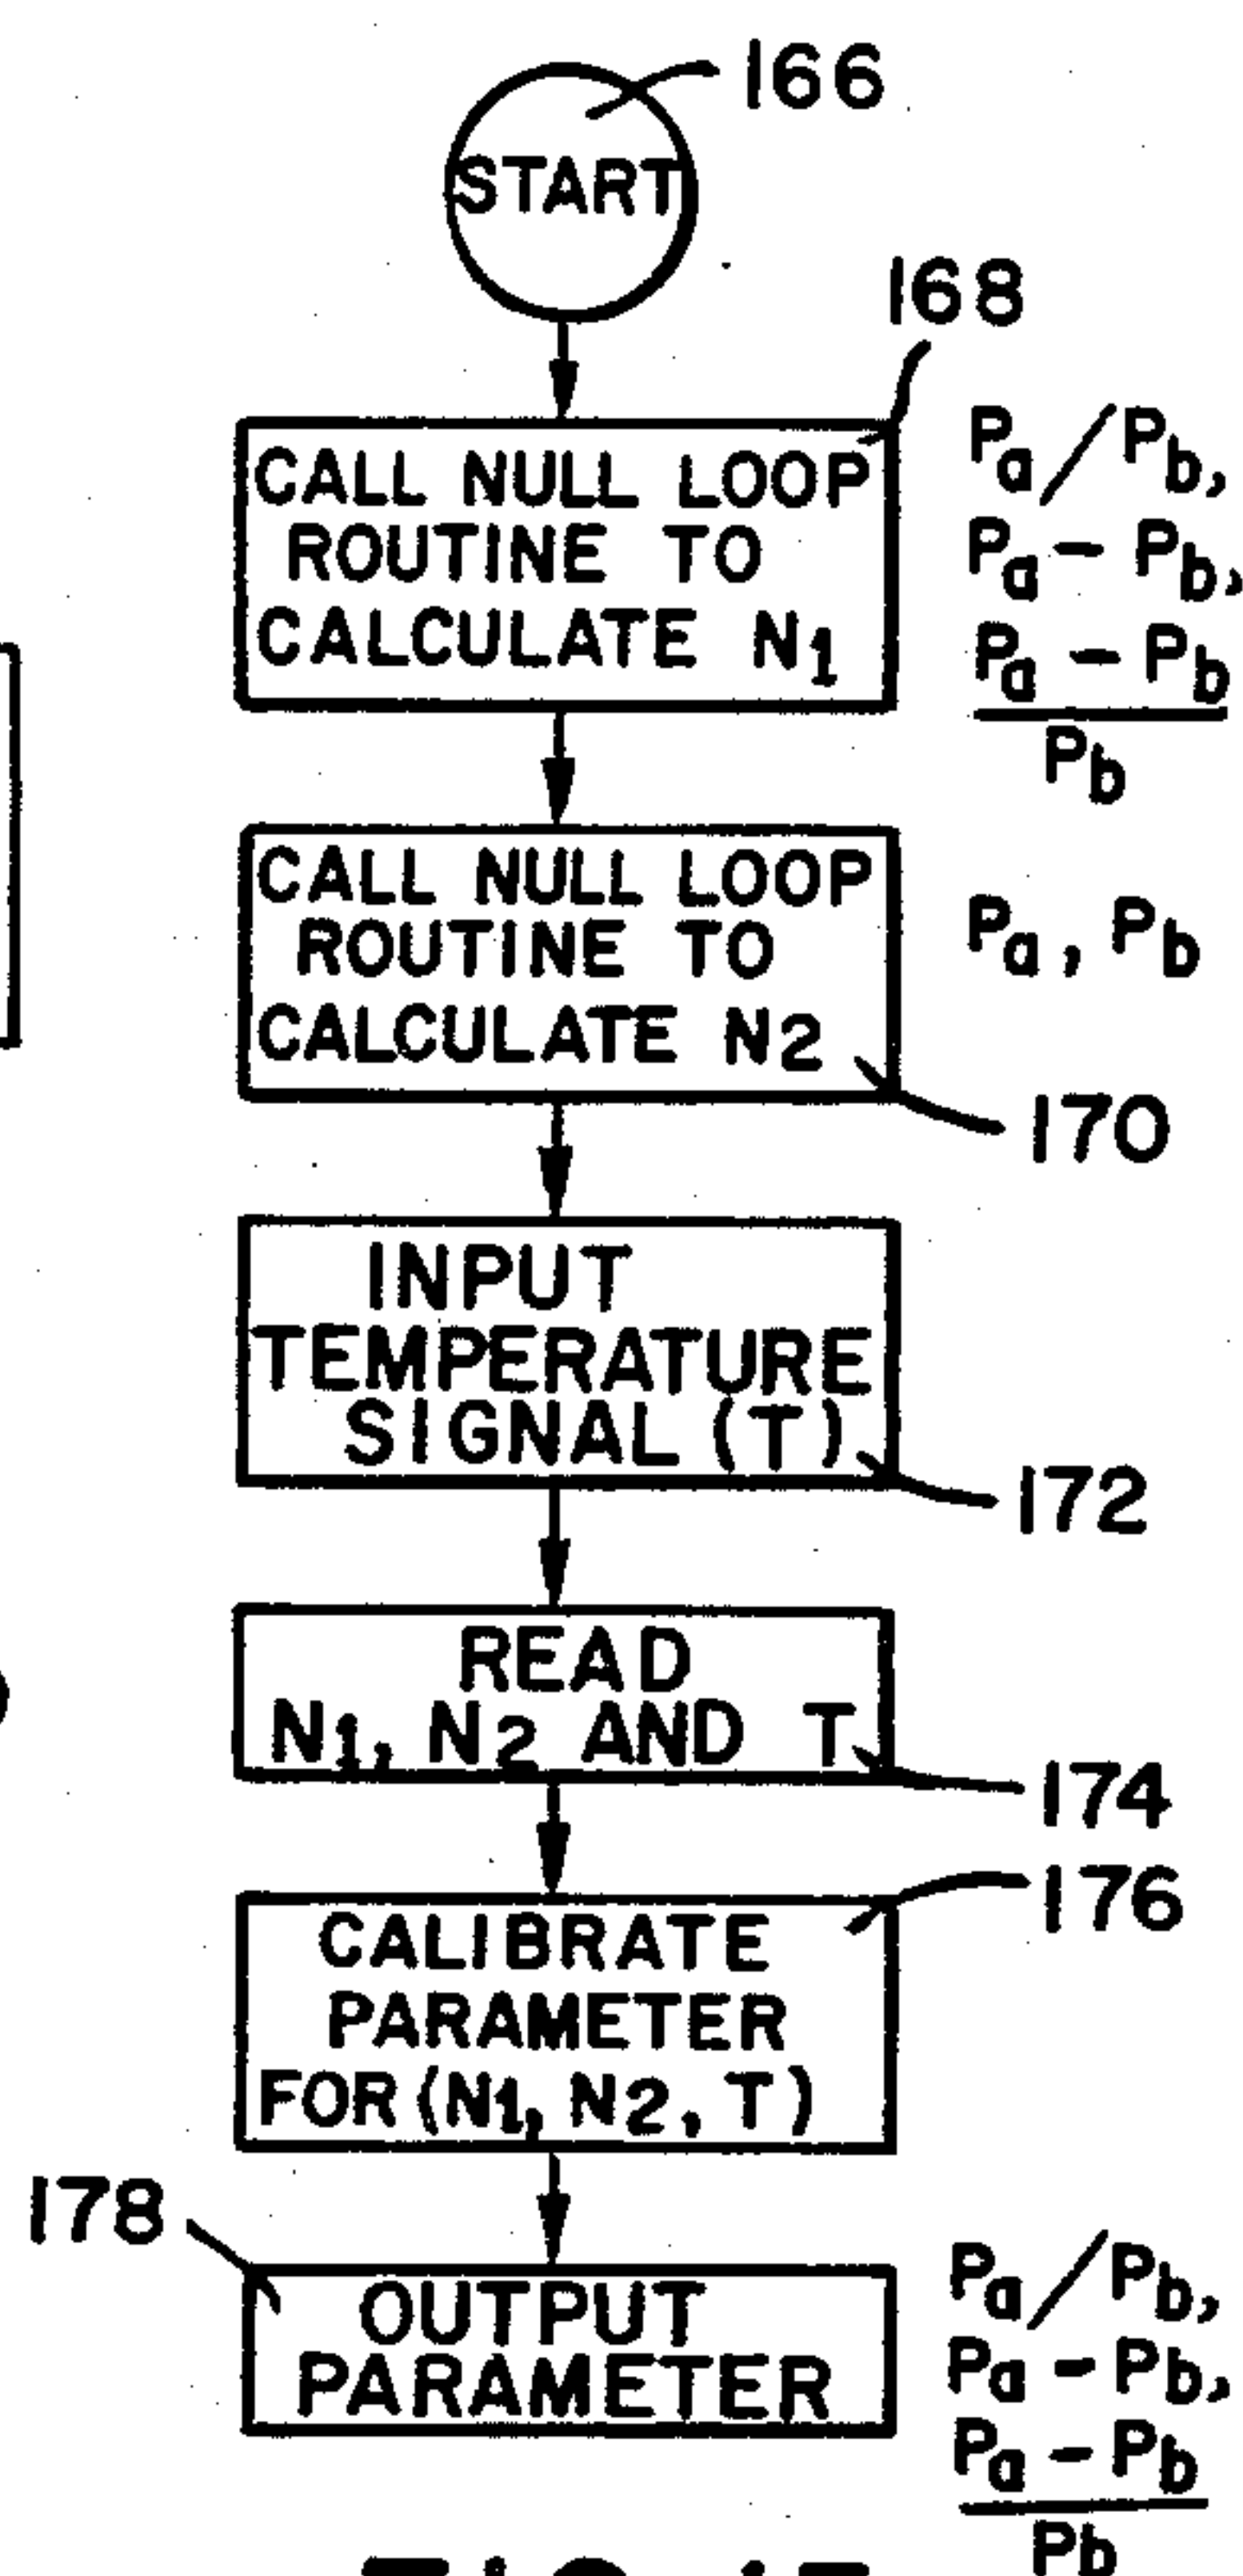 166
START
168
CALL NULL LOOP
ROUTINE TO
CALCULATE N1
Pa/Pb,
Pa - Pb,
Pa - Pb
Pb
CALL NULL LOOP
ROUTINE TO
CALCULATE N2
Pa, Pb
170
INPUT
TEMPERATURE
SIGNAL (T)
172
READ
N1, N2 AND T
174
176
CALIBRATE
PARAMETER
FOR (N1, N2, T)
178
OUTPUT
PARAMETER
Pa/Pb,
Pa - Pb,
Pa - Pb
Pb